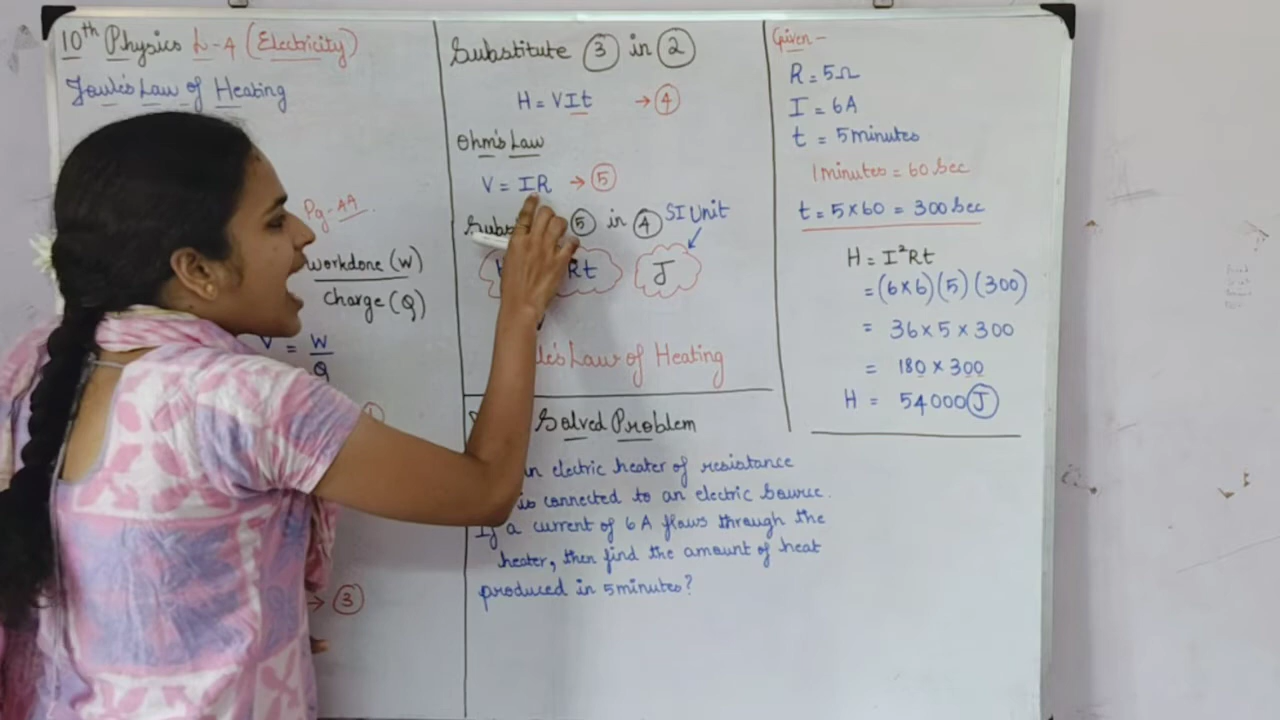 10th Physics L-4 (Electricity)
Joule's Law of Heating
Pg-44
workdone (W)
charge (Q)
V = W
Q
→ 3
Substitute 3 in 2
H = VIt → 4
Ohm's Law
V = IR → 5
5 in 4 SI Unit
Rt J
Law of Heating
Solved Problem
electric heater of resistance
is connected to an electric source.
If a current of 6 A flows through the
heater, then find the amount of heat
produced in 5 minutes?
Given -
R = 5Ω
I = 6A
t = 5 minutes
1 minutes = 60 Sec
t = 5 x 60 = 300 Sec
H = I²Rt
= (6 x 6) (5) (300)
= 36 x 5 x 300
= 180 x 300
H = 54000 J